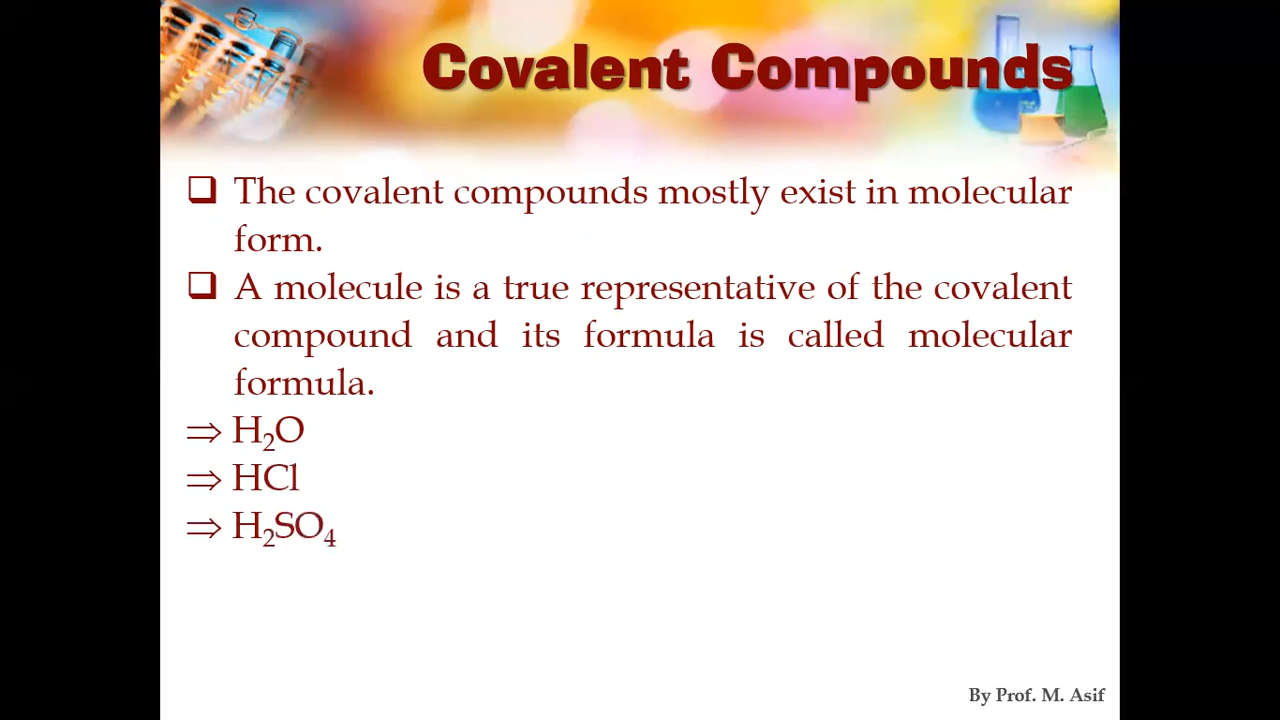 Covalent Compounds
❑ The covalent compounds mostly exist in molecular
form.
❑ A molecule is a true representative of the covalent
compound and its formula is called molecular
formula.
⇒ H₂O
⇒ HCl
⇒ H₂SO₄
By Prof. M. Asif